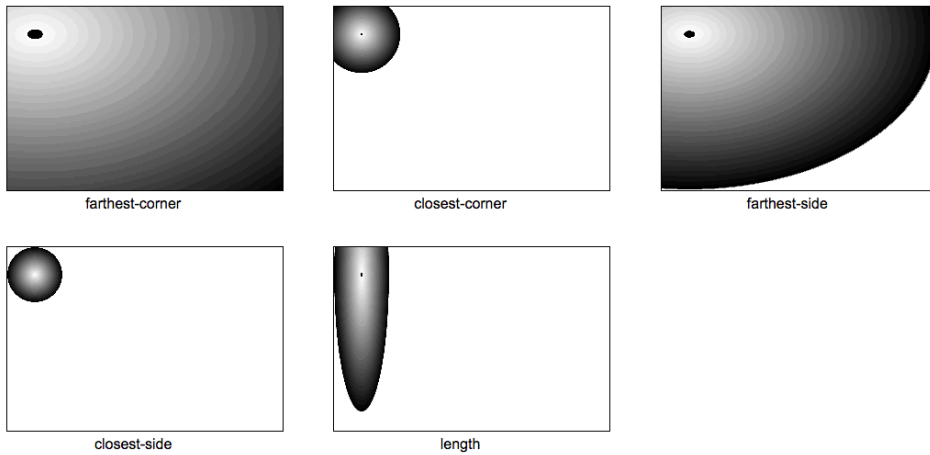 farthest-corner
closest-corner
farthest-side
closest-side
length